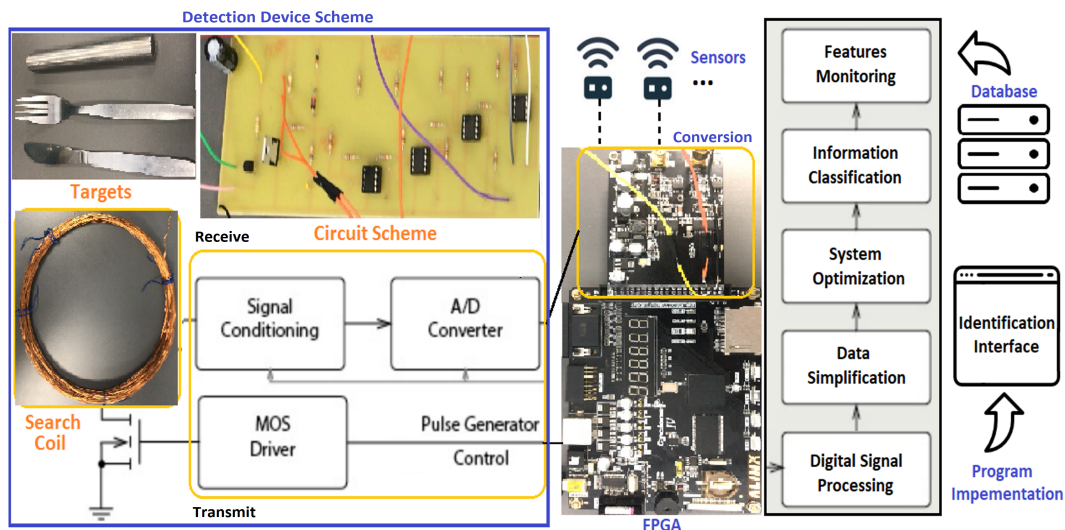 Detection Device Scheme
Targets
Circuit Scheme
Search
Coil
Receive
Signal
Conditioning
A/D
Converter
MOS
Driver
Pulse Generator
Control
Transmit
Sensors
...
Conversion
FPGA
Features
Monitoring
Information
Classification
System
Optimization
Data
Simplification
Digital Signal
Processing
Database
Identification
Interface
Program
Impementation